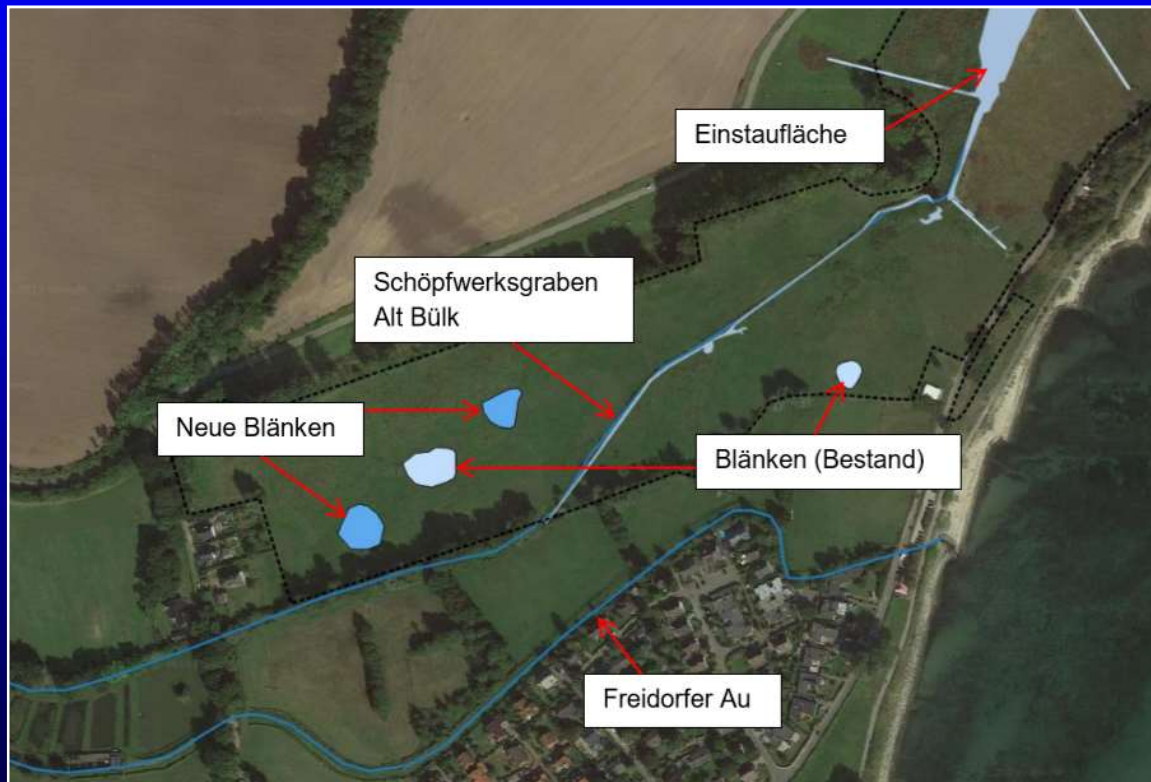 Einstaufläche
Schöpfwerksgraben
Alt Bülk
Neue Blänken
Blänken (Bestand)
Freidorfer Au